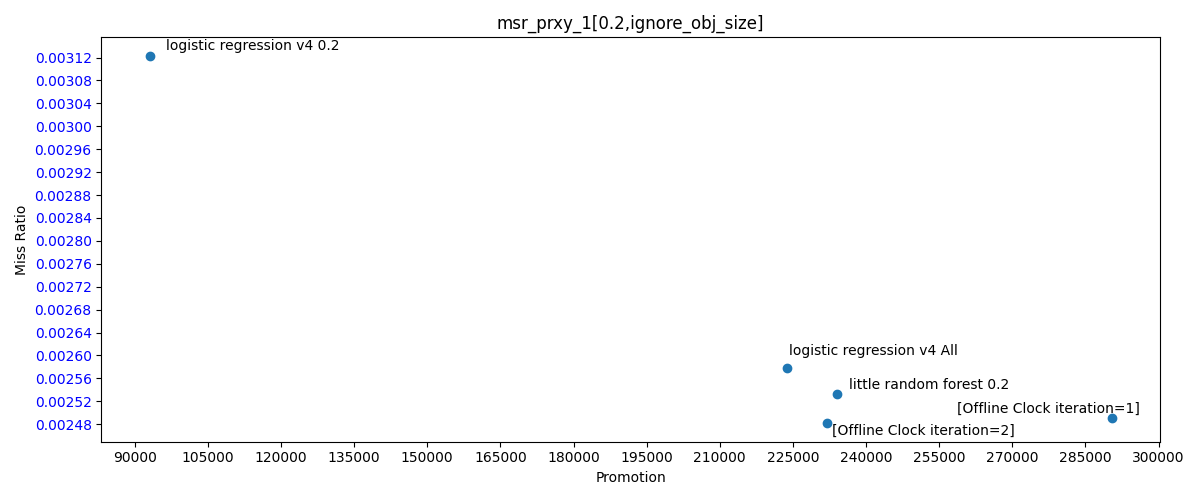 msr_prxy_1[0.2,ignore_obj_size]
logistic regression v4 0.2
0.00312
0.00308
0.00304
0.00300
0.00296
0.00292
0.00288
0.00284
0.00280
0.00276
0.00272
0.00268
0.00264
0.00260
0.00256
0.00252
0.00248
Miss Ratio
logistic regression v4 All
little random forest 0.2
[Offline Clock iteration=1]
[Offline Clock iteration=2]
90000 105000 120000 135000 150000 165000 180000 195000 210000 225000 240000 255000 270000 285000 300000
Promotion